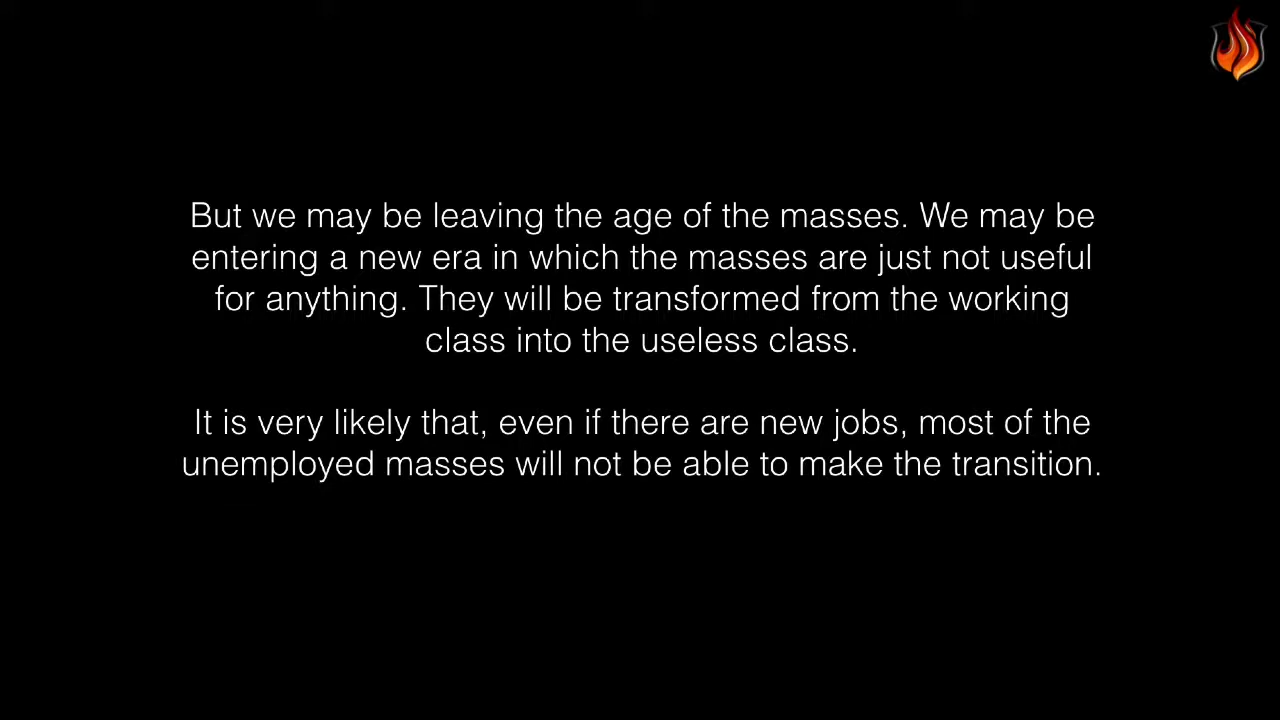 But we may be leaving the age of the masses. We may be
entering a new era in which the masses are just not useful
for anything. They will be transformed from the working
class into the useless class.
It is very likely that, even if there are new jobs, most of the
unemployed masses will not be able to make the transition.